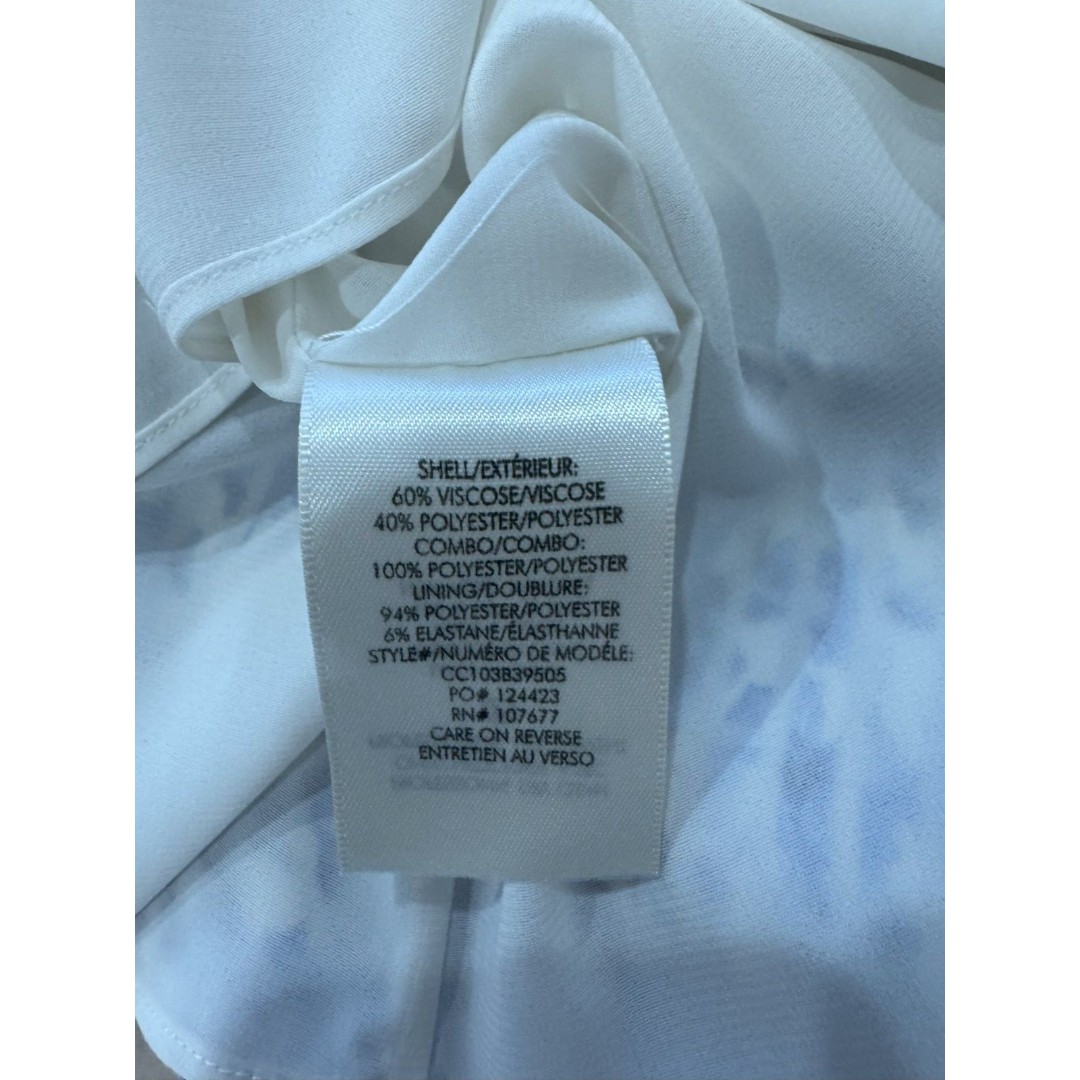 SHELL/EXTÉRIEUR:
60% VISCOSE/VISCOSE
40% POLYESTER/POLYESTER
COMBO/COMBO:
100% POLYESTER/POLYESTER
LINING/DOUBLURE:
94% POLYESTER/POLYESTER
6% ELASTANE/ÉLASTHANNE
STYLE#/NUMÉRO DE MODÉLE:
CC103B39505
PO# 124423
RN# 107677
CARE ON REVERSE
ENTRETIEN AU VERSO